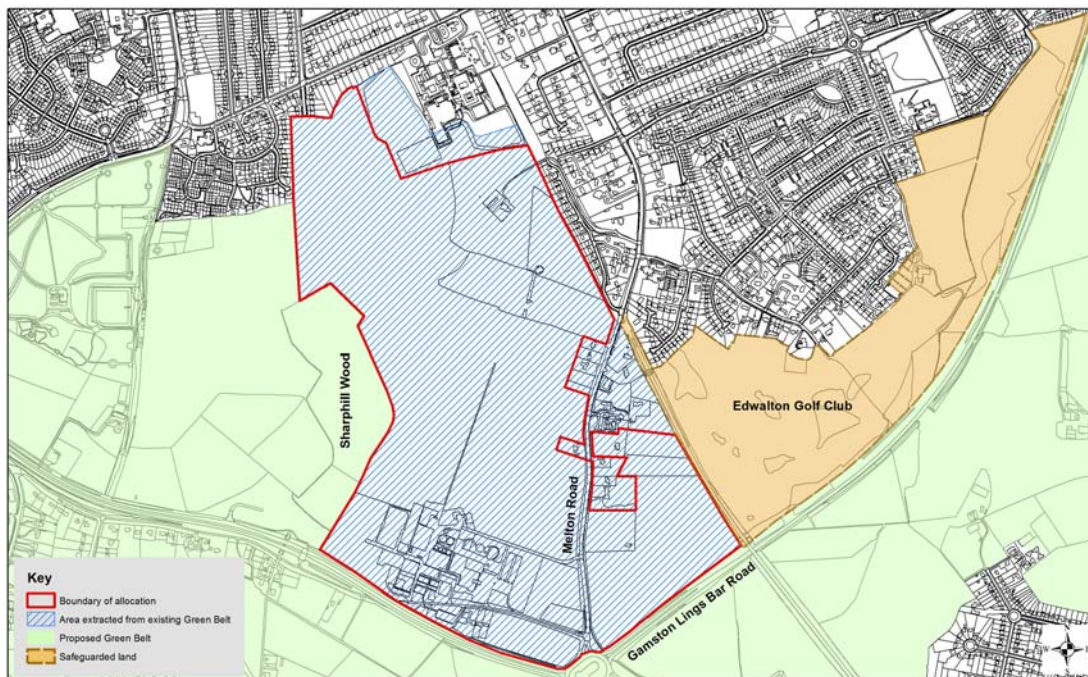 Sharphill Wood
Edwalton Golf Club
Melton Road
Gamston Lings Bar Road
Key
Boundary of allocation
Area extracted from existing Green Belt
Proposed Green Belt
Safeguarded land
N
W
E